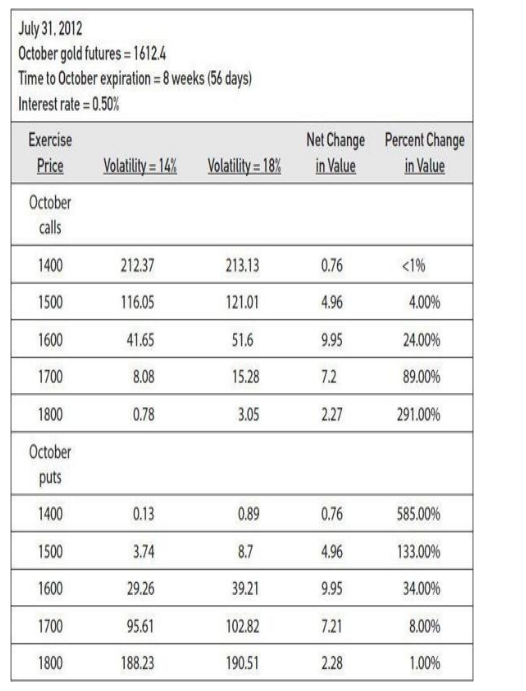 July 31, 2012
October gold futures = 1612.4
Time to October expiration = 8 weeks (56 days)
Interest rate = 0.50%
Exercise Price Volatility = 14% Volatility = 18% Net Change in Value Percent Change in Value
October calls
1400 212.37 213.13 0.76 <1%
1500 116.05 121.01 4.96 4.00%
1600 41.65 51.6 9.95 24.00%
1700 8.08 15.28 7.2 89.00%
1800 0.78 3.05 2.27 291.00%
October puts
1400 0.13 0.89 0.76 585.00%
1500 3.74 8.7 4.96 133.00%
1600 29.26 39.21 9.95 34.00%
1700 95.61 102.82 7.21 8.00%
1800 188.23 190.51 2.28 1.00%